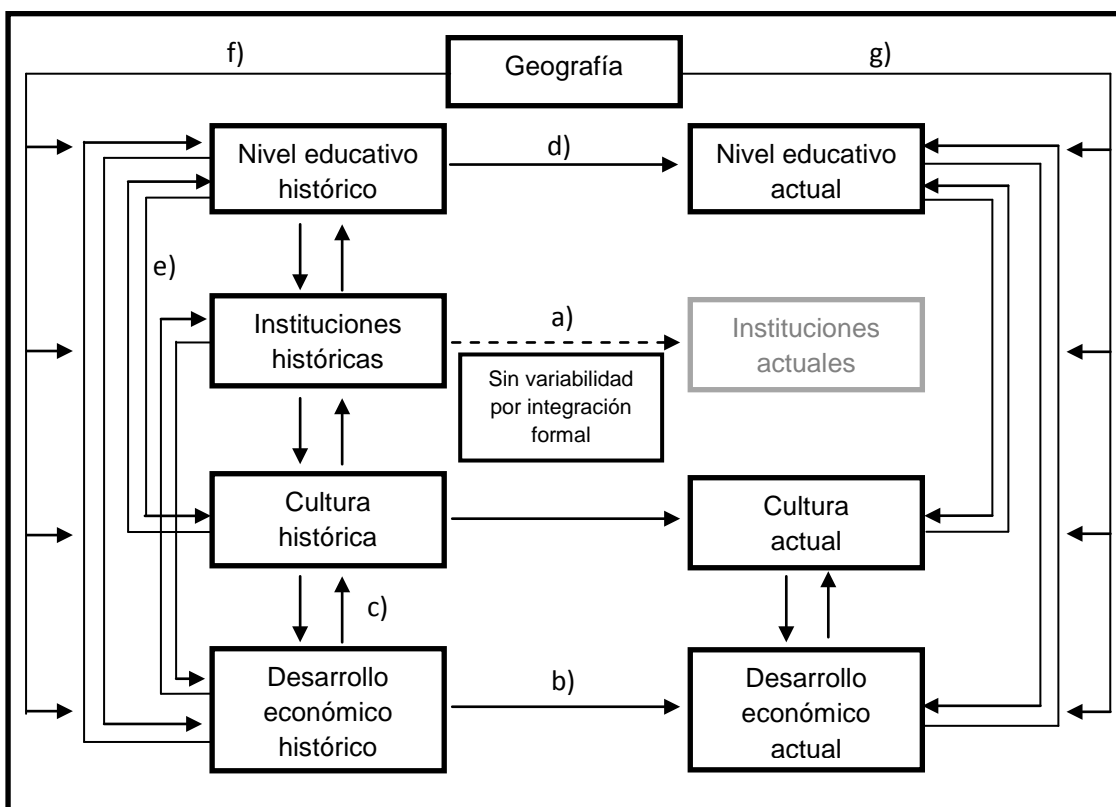 f)
Geografía
g)
Nivel educativo
histórico
d)
Nivel educativo
actual
e)
Instituciones
históricas
a)
Instituciones
actuales
Sin variabilidad
por integración
formal
Cultura
histórica
Cultura
actual
c)
Desarrollo
económico
histórico
b)
Desarrollo
económico
actual